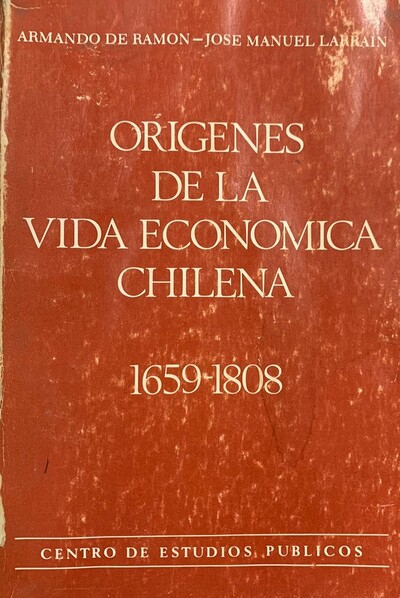 ARMANDO DE RAMON—JOSE MANUEL LARRAIN
ORIGENES
DE LA
VIDA ECONOMICA
CHILENA
1659-1808
CENTRO DE ESTUDIOS PUBLICOS